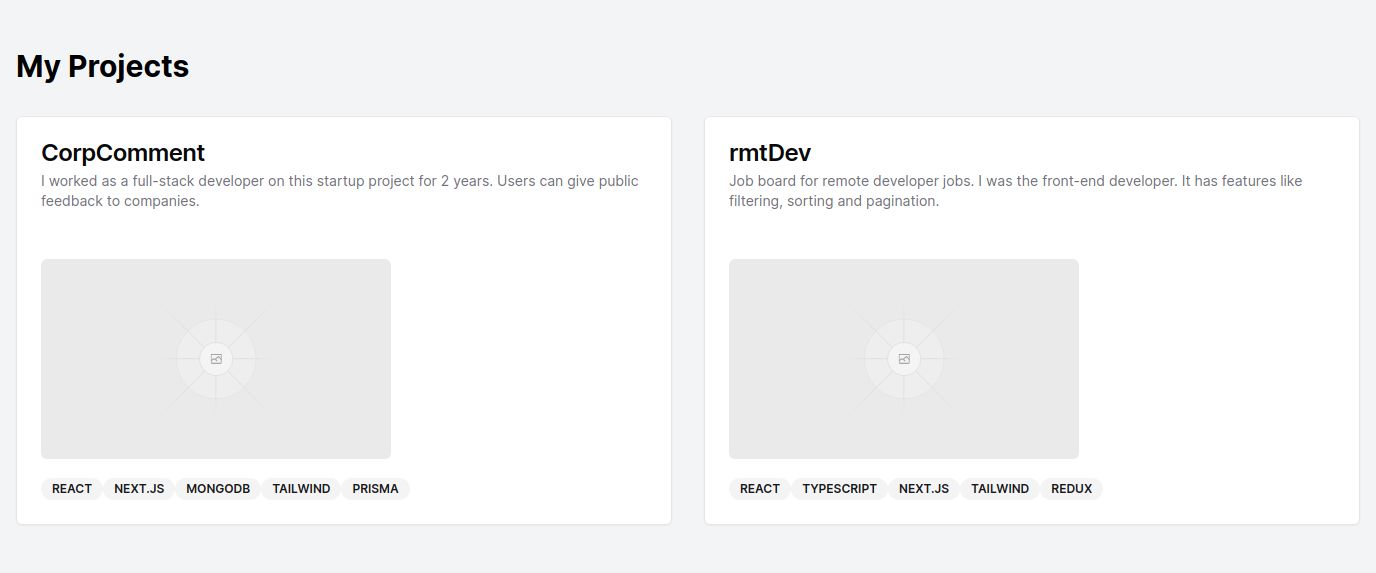 My Projects
CorpComment
I worked as a full-stack developer on this startup project for 2 years. Users can give public
feedback to companies.
REACT NEXT.JS MONGODB TAILWIND PRISMA
rmtDev
Job board for remote developer jobs. I was the front-end developer. It has features like
filtering, sorting and pagination.
REACT TYPESCRIPT NEXT.JS TAILWIND REDUX